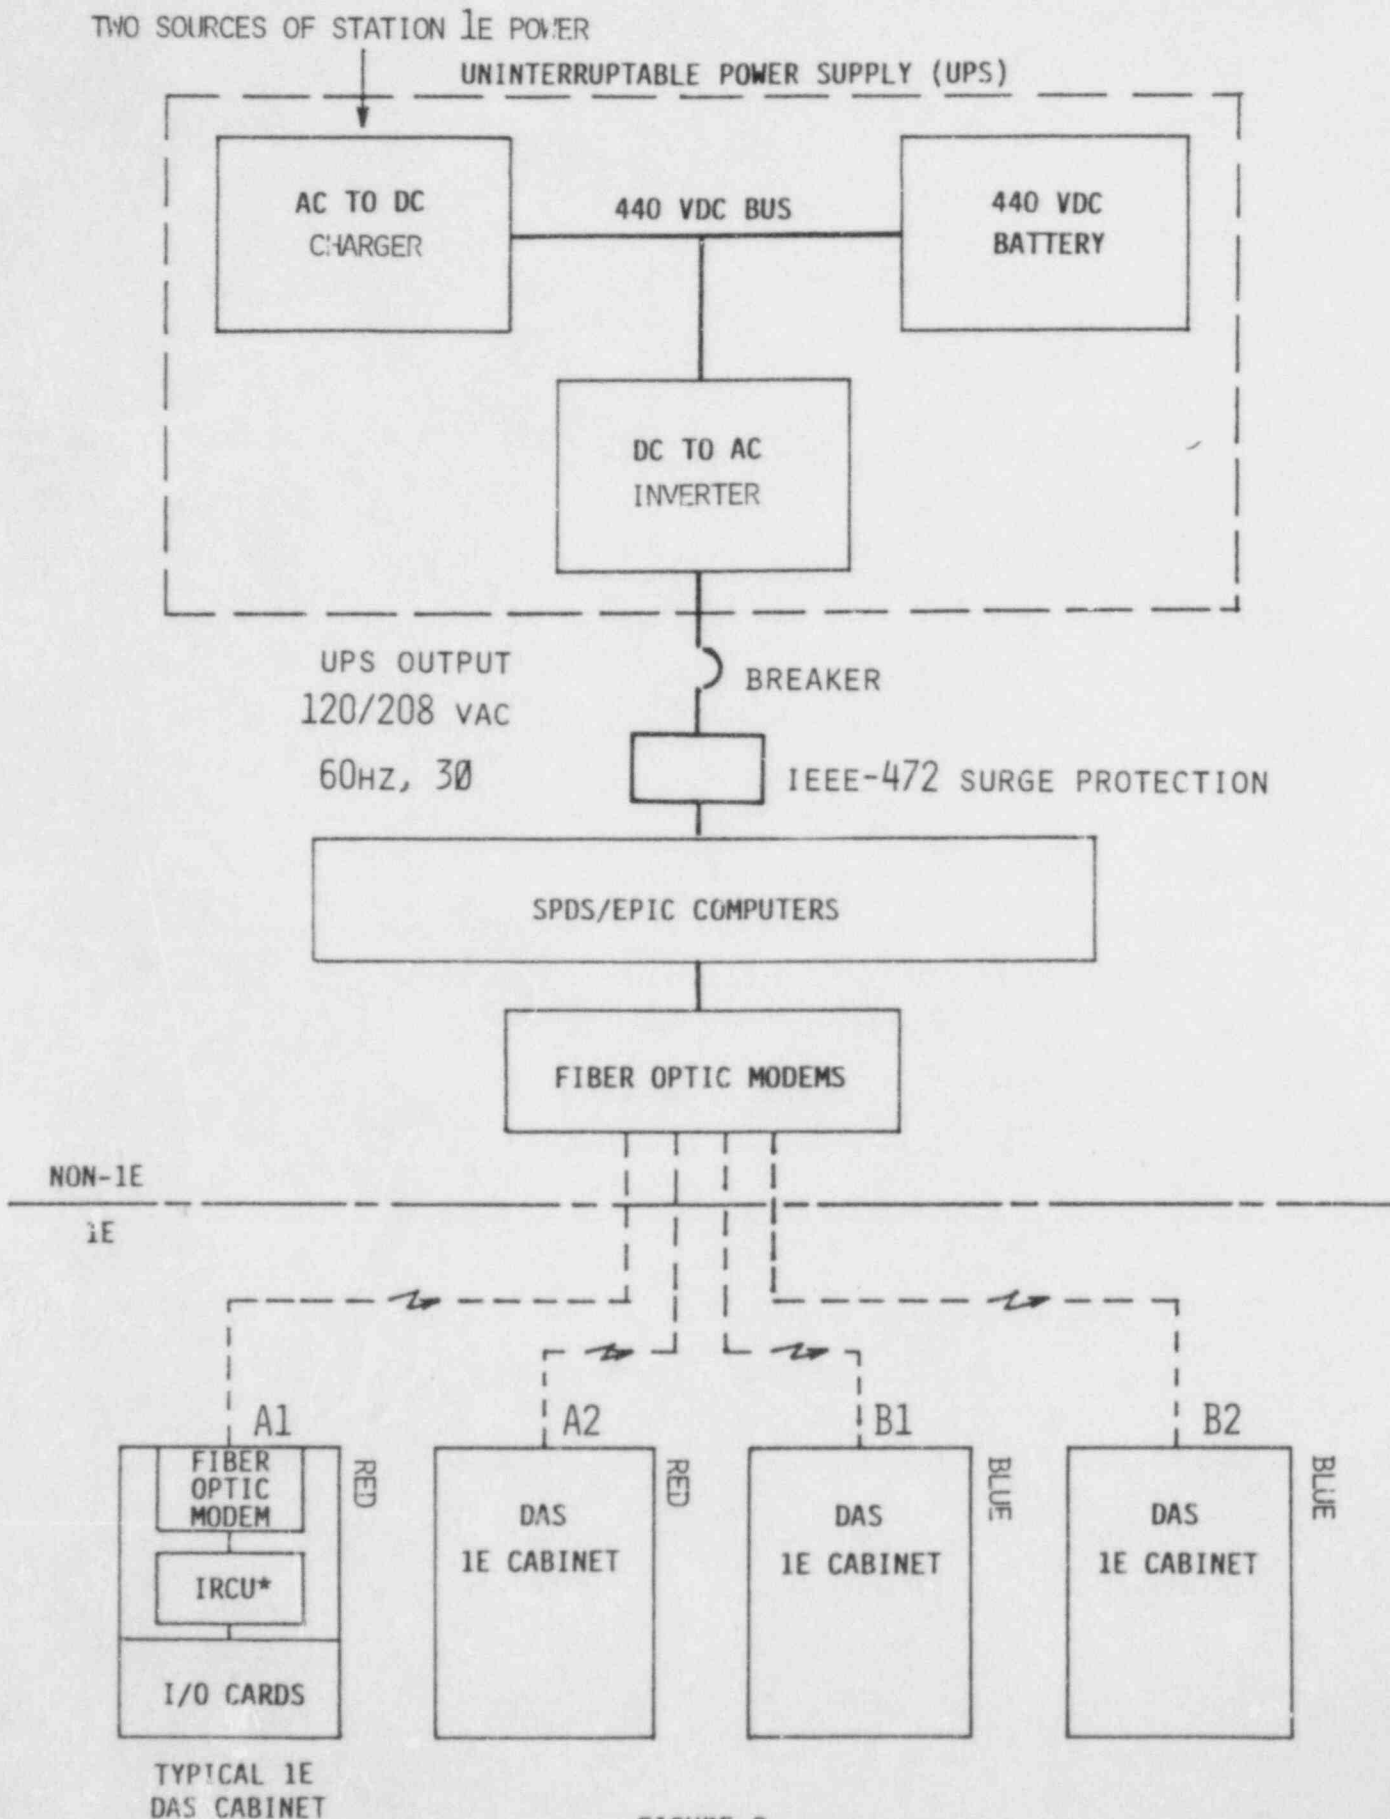 TWO SOURCES OF STATION 1E POWER
UNINTERRUPTABLE POWER SUPPLY (UPS)
AC TO DC
CHARGER
440 VDC BUS
440 VDC
BATTERY
DC TO AC
INVERTER
UPS OUTPUT
120/208 VAC
60HZ, 3Ø
BREAKER
IEEE-472 SURGE PROTECTION
SPDS/EPIC COMPUTERS
FIBER OPTIC MODEMS
NON-1E
1E
A1
A2
B1
B2
FIBER
OPTIC
MODEM
IRCU*
I/O CARDS
RED
DAS
1E CABINET
RED
DAS
1E CABINET
BLUE
DAS
1E CABINET
BLUE
TYPICAL 1E
DAS CABINET